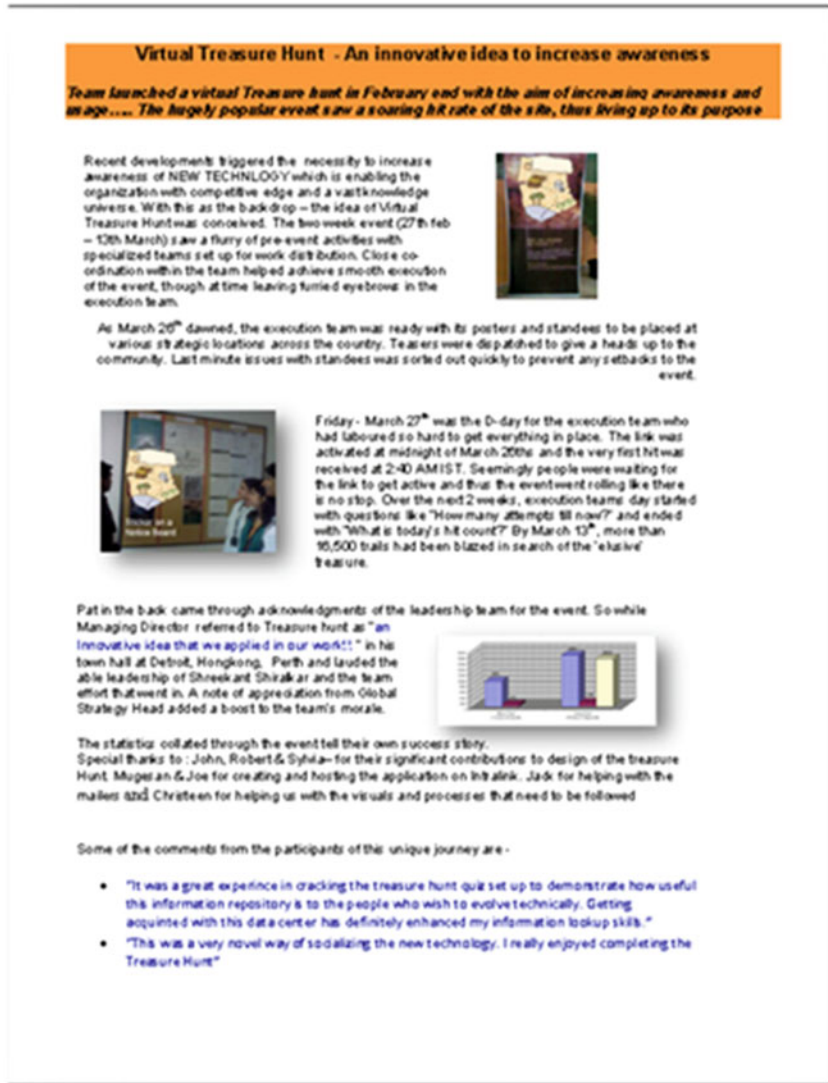 Virtual Treasure Hunt - An innovative idea to increase awareness
Team launched a virtual Treasure hunt in February end with the aim of increasing awareness and
usage..... The hugely popular event saw a soaring hit rate of the site, thus living up to its purpose
Recent developments triggered the necessity to increase
awareness of NEW TECHNLOGY which is enabling the
organization with competitive edge and a vast knowledge
universe. With this as the backdrop – the idea of Virtual
Treasure Hunt was conceived. The two week event (27th feb
– 13th March) saw a flurry of pre-event activities with
specialized teams set up for work distribution. Close co-
ordination within the team helped achieve smooth execution
of the event, though at time leaving furried eyebrows in the
execution team.
As March 26th dawned, the execution team was ready with its posters and standees to be placed at
various strategic locations across the country. Teasers were dispatched to give a heads up to the
community. Last minute issues with standees was sorted out quickly to prevent any setbacks to the
event.
Friday - March 27th was the D-day for the execution team who
had laboured so hard to get everything in place. The link was
activated at midnight of March 26ths and the very first hit was
received at 2:40 AM IST. Seemingly people were waiting for
the link to get active and thus the event went rolling like there
is no stop. Over the next 2 weeks, execution teams day started
with questions like "How many attempts till now?" and ended
with "What is today's hit count?" By March 13th, more than
16,500 trails had been blazed in search of the 'elusive'
treasure.
Sticker on a
Notice Board
Pat in the back came through acknowledgments of the leadership team for the event. So while
Managing Director referred to Treasure hunt as "an
Innovative idea that we applied in our work!!" in his
town hall at Detroit, Hongkong, Perth and lauded the
able leadership of Shreekant Shiralkar and the team
effort that went in. A note of appreciation from Global
Strategy Head added a boost to the team's morale.
The statistics collated through the event tell their own success story.
Special thanks to : John, Robert & Sylvia– for their significant contributions to design of the treasure
Hunt. Mugesan & Joe for creating and hosting the application on Intralink. Jack for helping with the
mailers and Christeen for helping us with the visuals and processes that need to be followed
Some of the comments from the participants of this unique journey are -
• "It was a great experince in cracking the treasure hunt quiz set up to demonstrate how useful
this information repository is to the people who wish to evolve technically. Getting
acquinted with this data center has definitely enhanced my information lookup skills."
• "This was a very novel way of socializing the new technology. I really enjoyed completing the
Treasure Hunt"